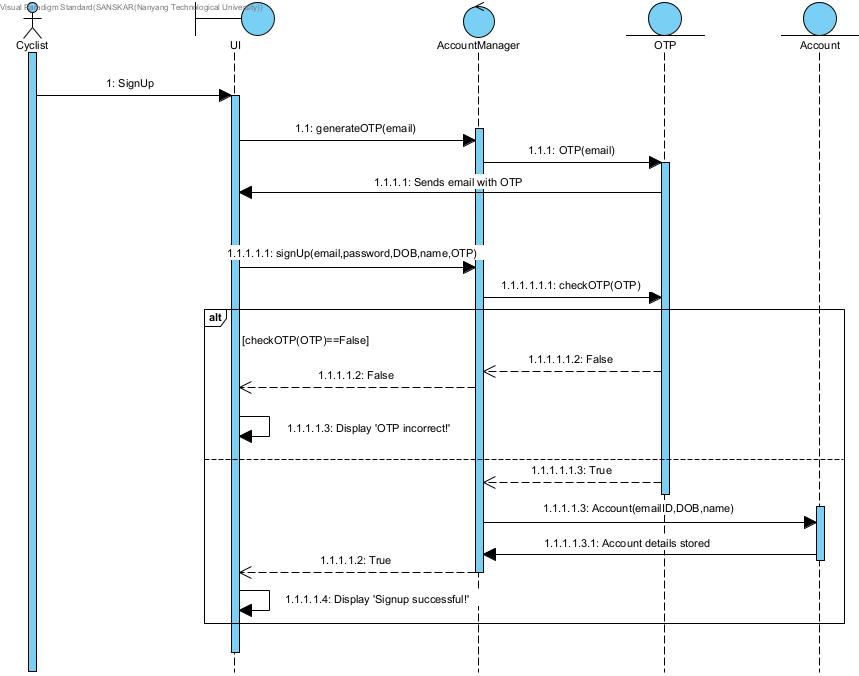 Visual Paradigm Standard(SANSKAR(Nanyang Technological University))
Cyclist
UI
AccountManager
OTP
Account
1: SignUp
1.1: generateOTP(email)
1.1.1: OTP(email)
1.1.1.1: Sends email with OTP
1.1.1.1.1: signUp(email,password,DOB,name,OTP)
1.1.1.1.1.1: checkOTP(OTP)
alt
[checkOTP(OTP)==False]
1.1.1.1.1.2: False
1.1.1.1.2: False
1.1.1.1.3: Display 'OTP incorrect!'
1.1.1.1.1.3: True
1.1.1.1.3: Account(emailID,DOB,name)
1.1.1.1.3.1: Account details stored
1.1.1.1.2: True
1.1.1.1.4: Display 'Signup successful!'